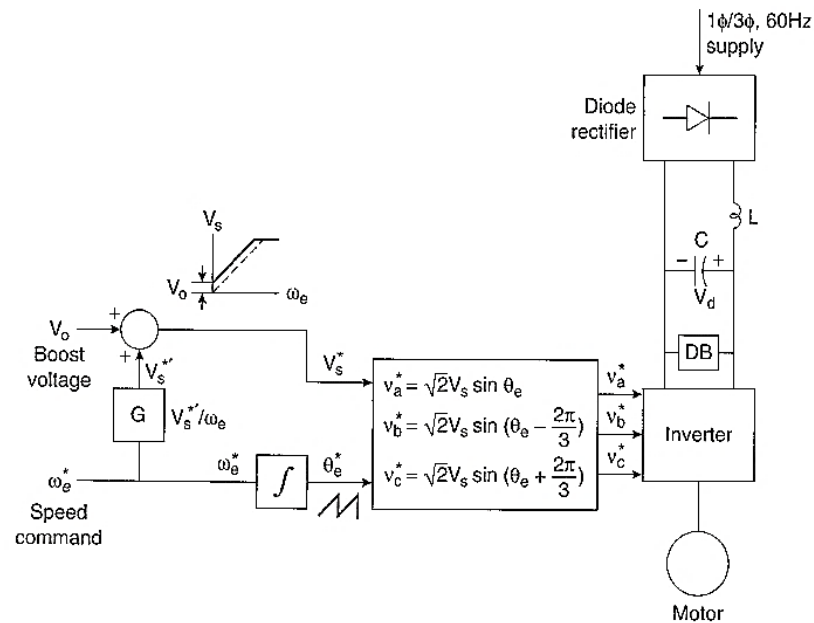 1ϕ/3ϕ, 60Hz
supply
Diode
rectifier
L
C
− +
V_d
DB
V_s
V_o
ω_e
V_o
Boost
voltage
+
+
V_s^*'
G
V_s^*'/ω_e
ω_e^*
Speed
command
ω_e^*
∫
θ_e^*
V_s^*
v_a^* = √2V_s sin θ_e
v_b^* = √2V_s sin (θ_e − 2π/3)
v_c^* = √2V_s sin (θ_e + 2π/3)
v_a^*
v_b^*
v_c^*
Inverter
Motor